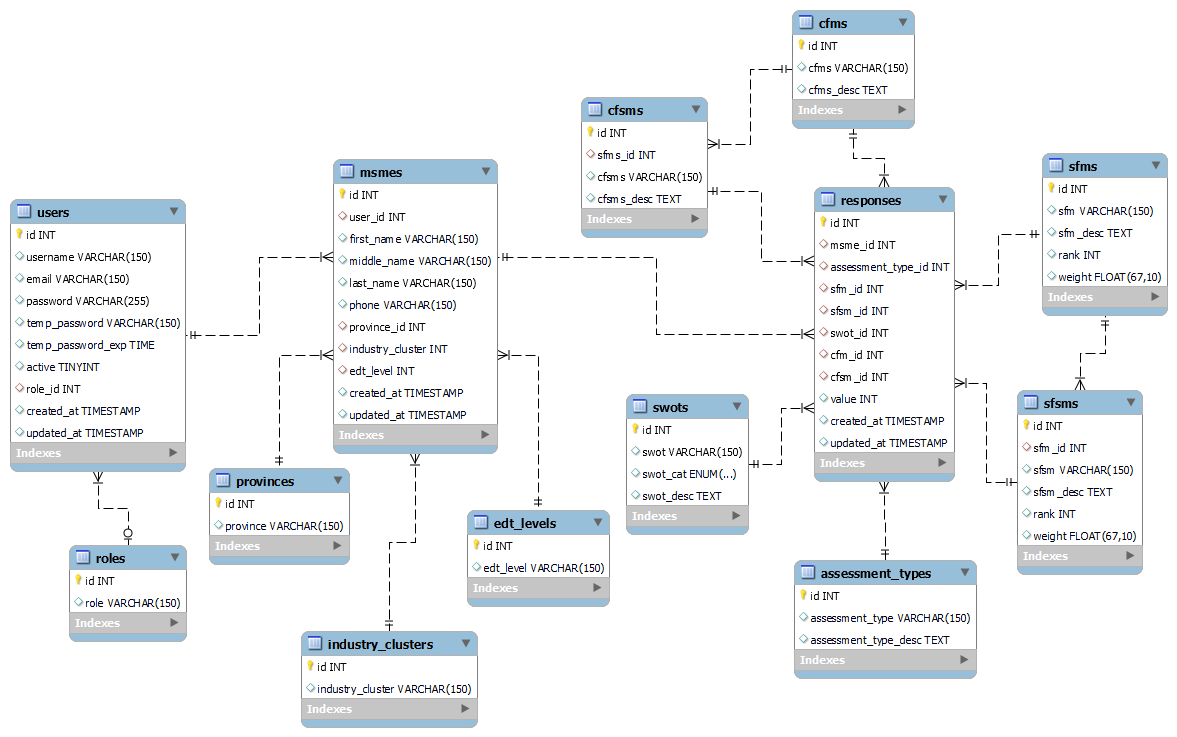 cfms
id INT
cfms VARCHAR(150)
cfms_desc TEXT
Indexes
cfsms
id INT
sfms_id INT
cfsms VARCHAR(150)
cfsms_desc TEXT
Indexes
sfms
id INT
sfm VARCHAR(150)
sfm_desc TEXT
rank INT
weight FLOAT(67,10)
Indexes
msmes
id INT
user_id INT
first_name VARCHAR(150)
middle_name VARCHAR(150)
last_name VARCHAR(150)
phone VARCHAR(150)
province_id INT
industry_cluster INT
edt_level INT
created_at TIMESTAMP
updated_at TIMESTAMP
Indexes
responses
id INT
msme_id INT
assessment_type_id INT
sfm_id INT
sfsm_id INT
swot_id INT
cfm_id INT
cfsm_id INT
value INT
created_at TIMESTAMP
updated_at TIMESTAMP
Indexes
users
id INT
username VARCHAR(150)
email VARCHAR(150)
password VARCHAR(255)
temp_password VARCHAR(150)
temp_password_exp TIME
active TINYINT
role_id INT
created_at TIMESTAMP
updated_at TIMESTAMP
Indexes
swots
id INT
swot VARCHAR(150)
swot_cat ENUM(...)
swot_desc TEXT
Indexes
sfsms
id INT
sfm_id INT
sfsm VARCHAR(150)
sfsm_desc TEXT
rank INT
weight FLOAT(67,10)
Indexes
provinces
id INT
province VARCHAR(150)
Indexes
edt_levels
id INT
edt_level VARCHAR(150)
Indexes
roles
id INT
role VARCHAR(150)
Indexes
assessment_types
id INT
assessment_type VARCHAR(150)
assessment_type_desc TEXT
Indexes
industry_clusters
id INT
industry_cluster VARCHAR(150)
Indexes